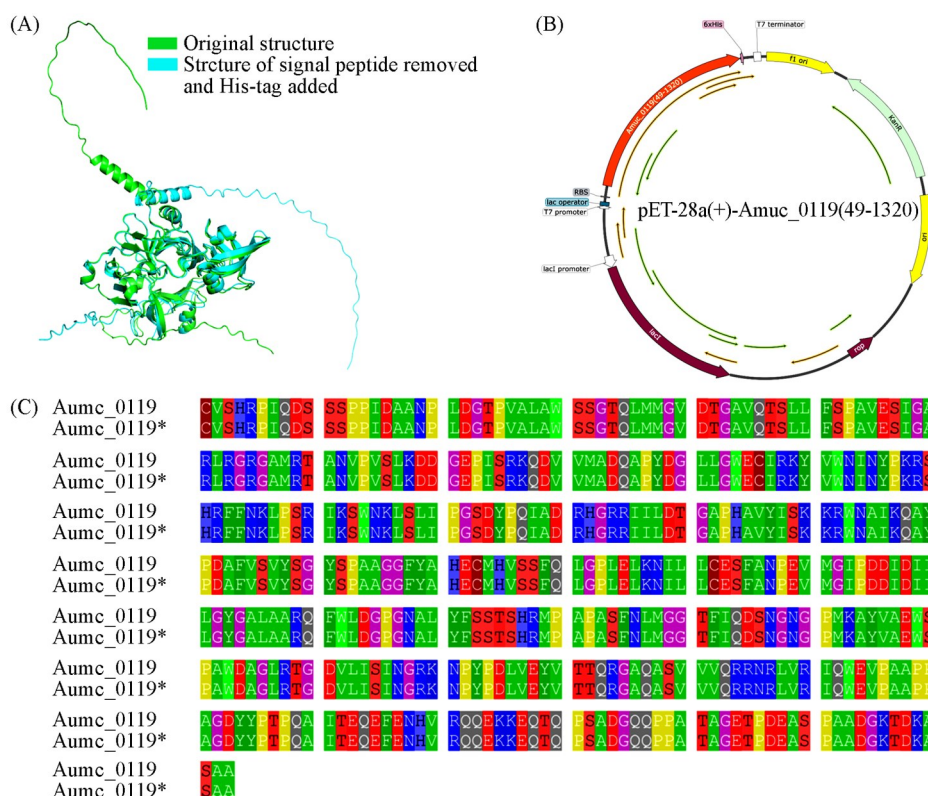 (A)
Original structure
Strcture of signal peptide removed
and His-tag added
(B)
6xHis
T7 terminator
f1 ori
Amuc_0119(49-1320)
KanR
RBS
lac operator
T7 promoter
pET-28a(+)-Amuc_0119(49-1320)
ori
lacI promoter
lacI
rop
(C)
Aumc_0119 CVSHRPIQDS SSPPIDAANP LDGTPVALAW SSGTQLMMGV DTGAVQTSLL FSPAVESIGA
Aumc_0119* CVSHRPIQDS SSPPIDAANP LDGTPVALAW SSGTQLMMGV DTGAVQTSLL FSPAVESIGA
Aumc_0119 RLRGRGAMRT ANVPVSLKDD GEPISRKQDV VMADQAPYDG LLGWECIRKY VWNINYPKRS
Aumc_0119* RLRGRGAMRT ANVPVSLKDD GEPISRKQDV VMADQAPYDG LLGWECIRKY VWNINYPKRS
Aumc_0119 HRFFNKLPSR IKSWNKLSLI PGSDYPQIAD RHGRRIILDT GAPHAVYISK KRWNAIKQAY
Aumc_0119* HRFFNKLPSR IKSWNKLSLI PGSDYPQIAD RHGRRIILDT GAPHAVYISK KRWNAIKQAY
Aumc_0119 PDAFVSVYSG YSPAAGGFYA HECMHVSSFQ LGPLELKNIL LCESFANPEV MGIPDDIDII
Aumc_0119* PDAFVSVYSG YSPAAGGFYA HECMHVSSFQ LGPLELKNIL LCESFANPEV MGIPDDIDII
Aumc_0119 LGYGALAARQ FWLDGPGNAL YFSSTSHRMP APASFNLMGG TFIQDSNGNG PMKAYVAEWS
Aumc_0119* LGYGALAARQ FWLDGPGNAL YFSSTSHRMP APASFNLMGG TFIQDSNGNG PMKAYVAEWS
Aumc_0119 PAWDAGLRTG DVLISINGRK NPYPDLVEYV TTQRGAQASV VVQRRNRLVR IQWEVPAAPP
Aumc_0119* PAWDAGLRTG DVLISINGRK NPYPDLVEYV TTQRGAQASV VVQRRNRLVR IQWEVPAAPP
Aumc_0119 AGDYYPTPQA ITEQEFENHV RQQEKKEQTQ PSADGQQPPA TAGETPDEAS PAADGKTDKA
Aumc_0119* AGDYYPTPQA ITEQEFENHV RQQEKKEQTQ PSADGQQPPA TAGETPDEAS PAADGKTDKA
Aumc_0119 SAA
Aumc_0119* SAA